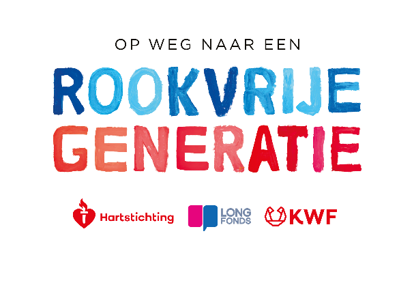 OP WEG NAAR EEN
ROOKVRIJE
GENERATIE
Hartstichting
LONG
FONDS
KWF